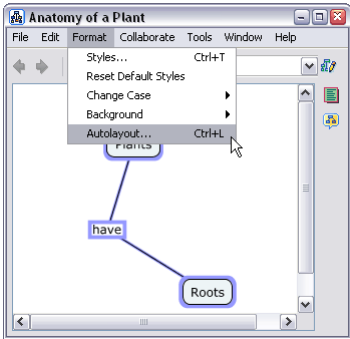 Anatomy of a Plant
File Edit Format Collaborate Tools Window Help
Styles... Ctrl+T
Reset Default Styles
Change Case
Background
Autolayout... Ctrl+L
Plants
have
Roots